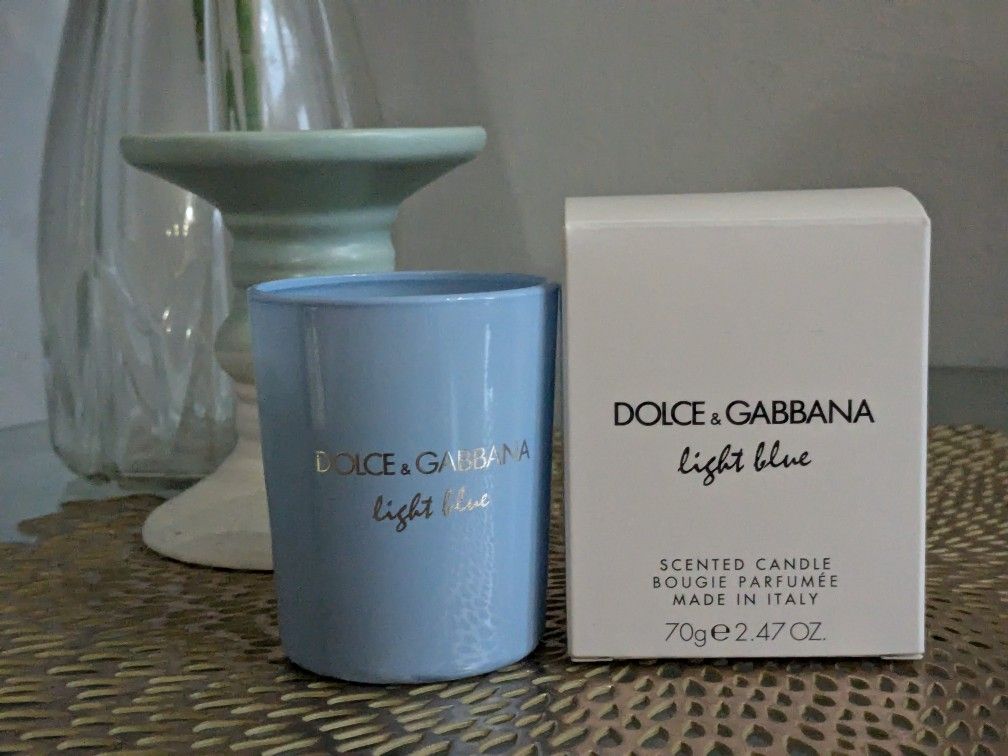 DOLCE & GABBANA
light blue
DOLCE & GABBANA
light blue
SCENTED CANDLE
BOUGIE PARFUMÉE
MADE IN ITALY
70g e 2.47 OZ.